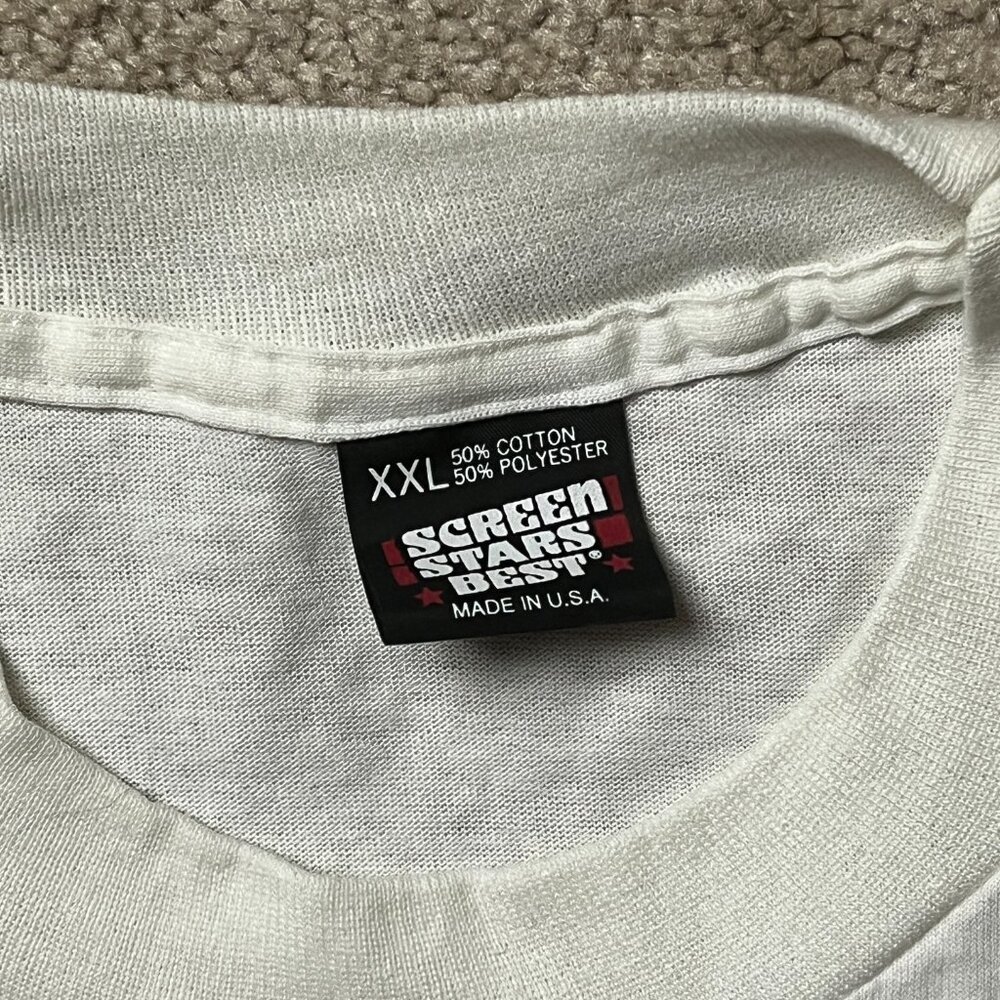 XXL 50% COTTON
50% POLYESTER
SCREEN
STARS
BEST®
MADE IN U.S.A.